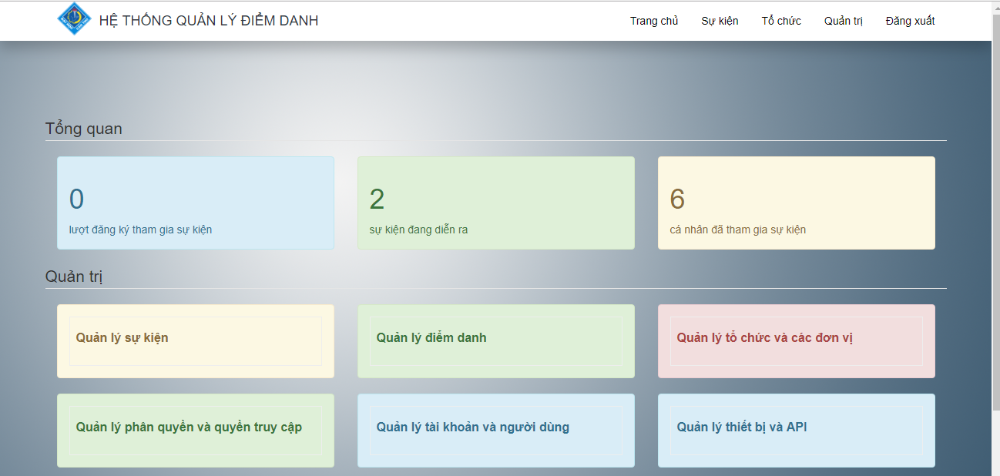 HỆ THỐNG QUẢN LÝ ĐIỂM DANH
Trang chủ Sự kiện Tổ chức Quản trị Đăng xuất
Tổng quan
0 2 6
lượt đăng ký tham gia sự kiện sự kiện đang diễn ra cá nhân đã tham gia sự kiện
Quản trị
Quản lý sự kiện Quản lý điểm danh Quản lý tổ chức và các đơn vị
Quản lý phân quyền và quyền truy cập Quản lý tài khoản và người dùng Quản lý thiết bị và API